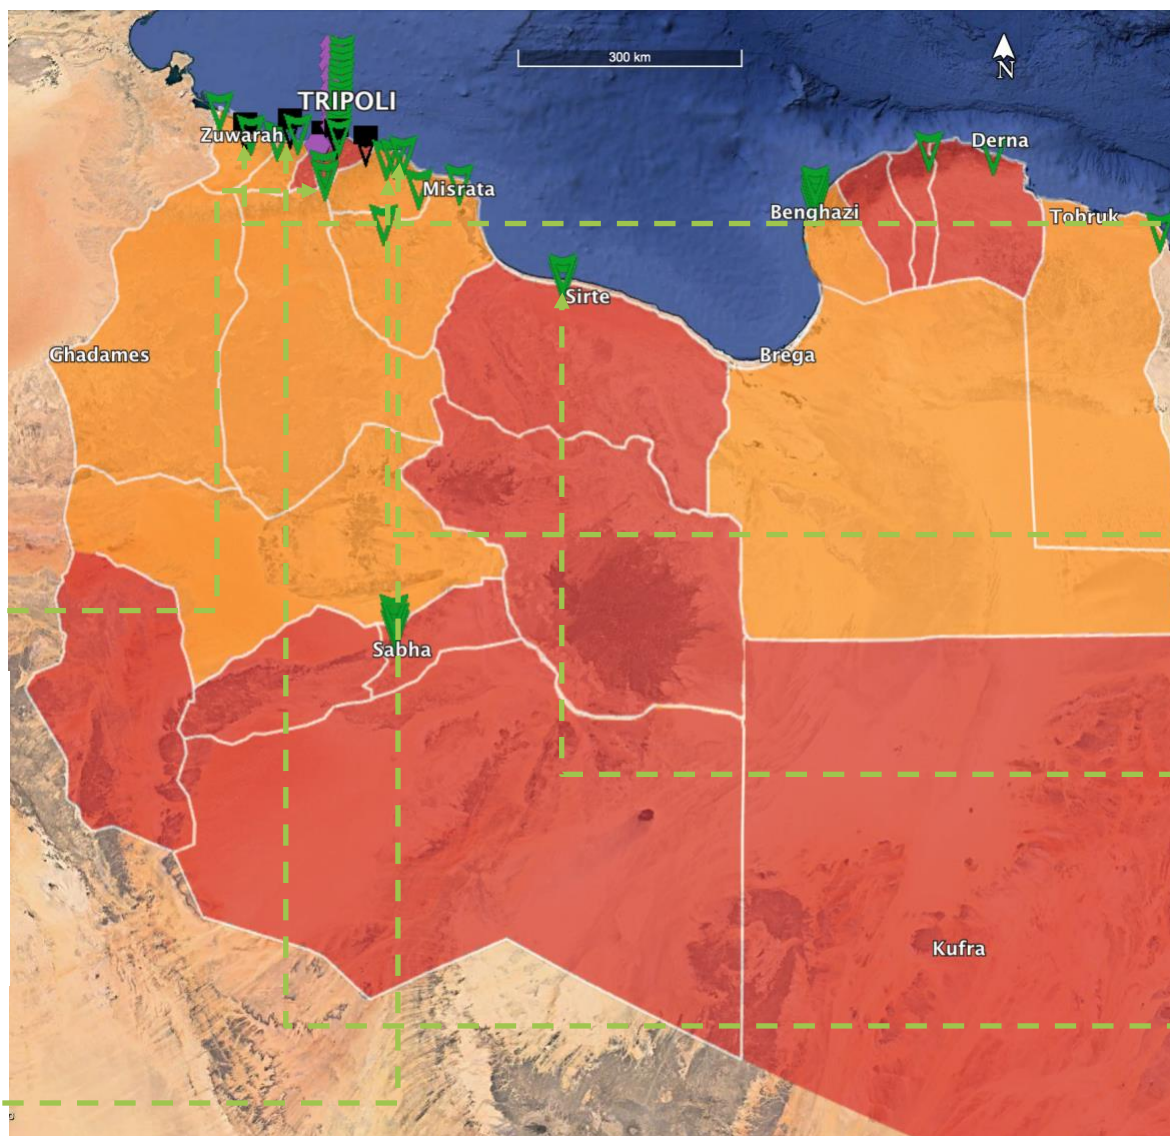 300 km
N
TRIPOLI
Zuwarah
Derna
Misrata
Benghazi
Tobruk
Sirte
Ghadames
Brega
Sabha
Kufra